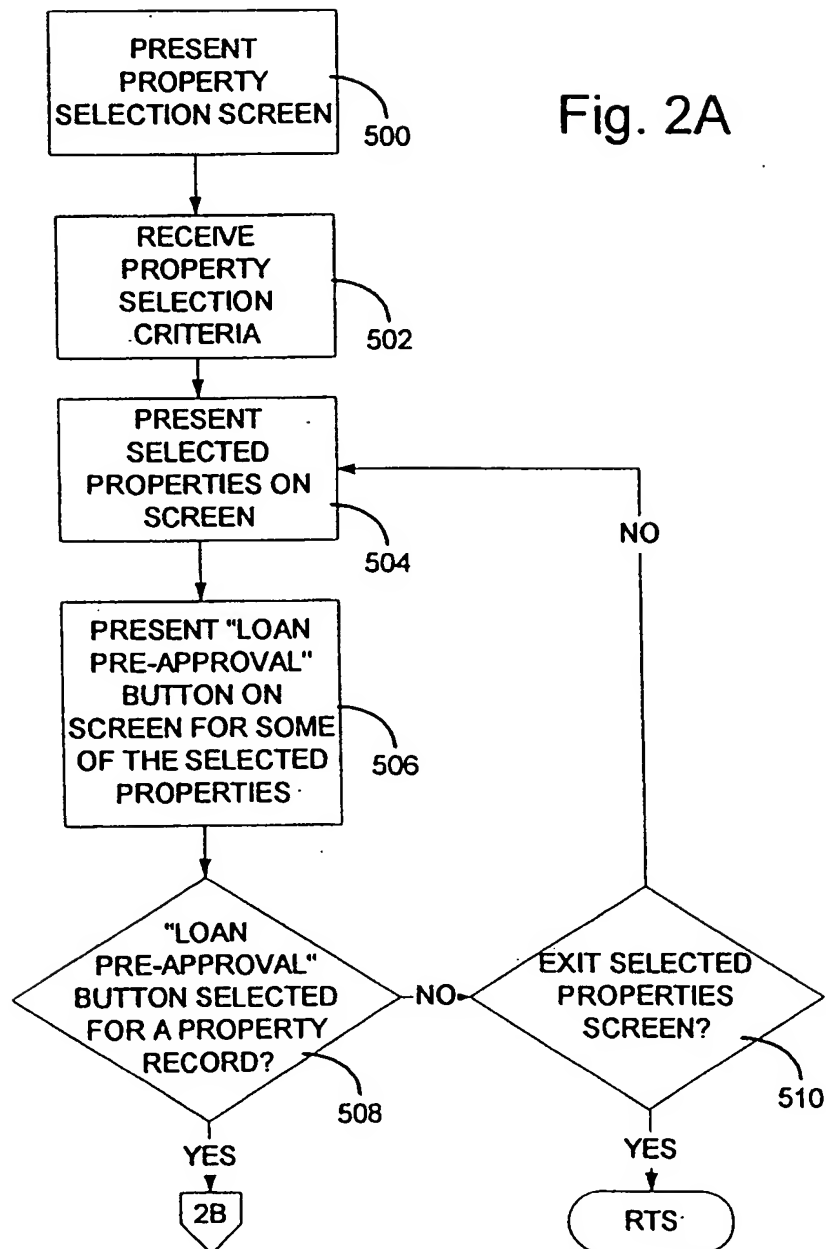 PRESENT
PROPERTY
SELECTION SCREEN
500
Fig. 2A
RECEIVE
PROPERTY
SELECTION
CRITERIA
502
PRESENT
SELECTED
PROPERTIES ON
SCREEN
504
NO
PRESENT "LOAN
PRE-APPROVAL"
BUTTON ON
SCREEN FOR SOME
OF THE SELECTED
PROPERTIES
506
"LOAN
PRE-APPROVAL"
BUTTON SELECTED
FOR A PROPERTY
RECORD?
508
NO
EXIT SELECTED
PROPERTIES
SCREEN?
510
YES
2B
YES
RTS